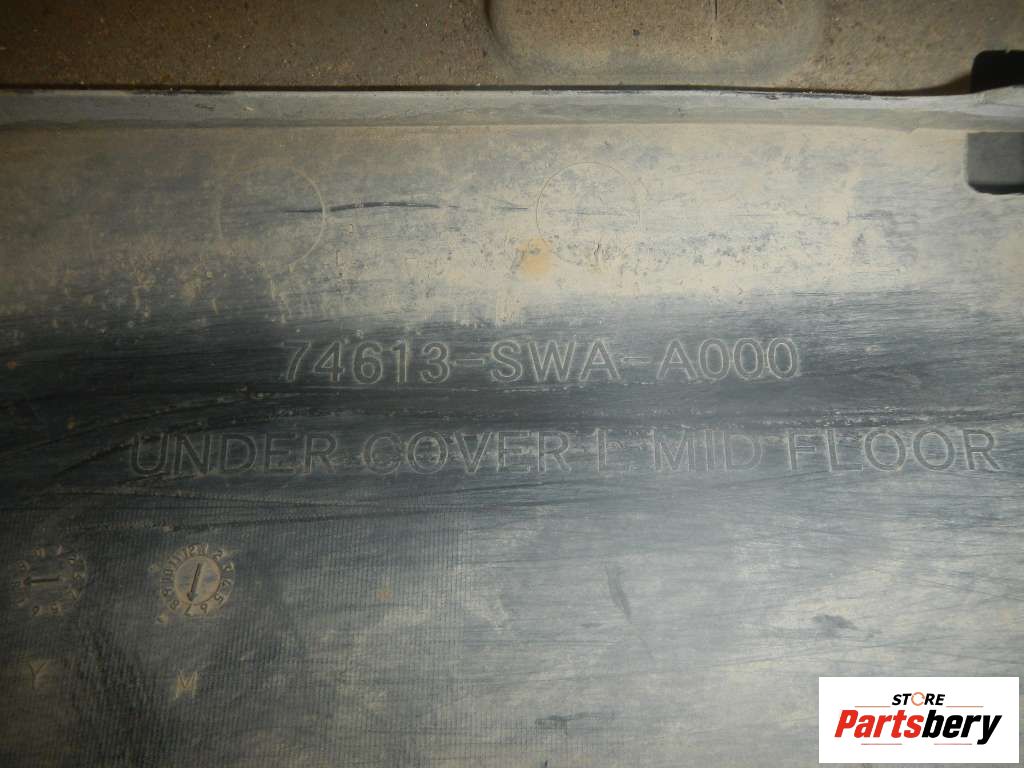 74613-SWA-A000
UNDER COVER L. MID FLOOR
Y M
STORE
Partsbery